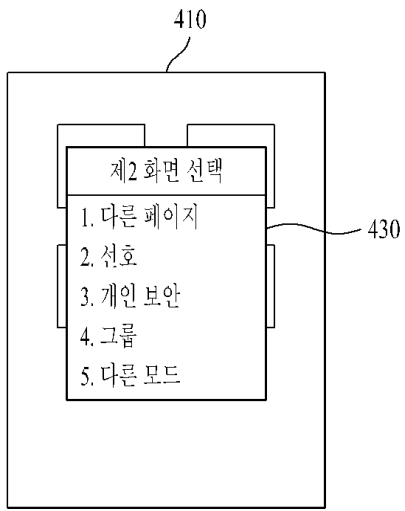 410
제2 화면 선택
1. 다른 페이지
430
2. 선호
3. 개인 보안
4. 그룹
5. 다른 모드